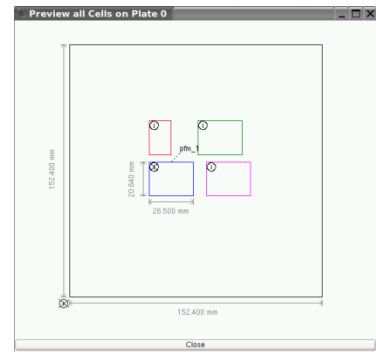 Preview all Cells on Plate 0
pfm_1
152.400 mm
20.840 mm
26.500 mm
152.400 mm
Close